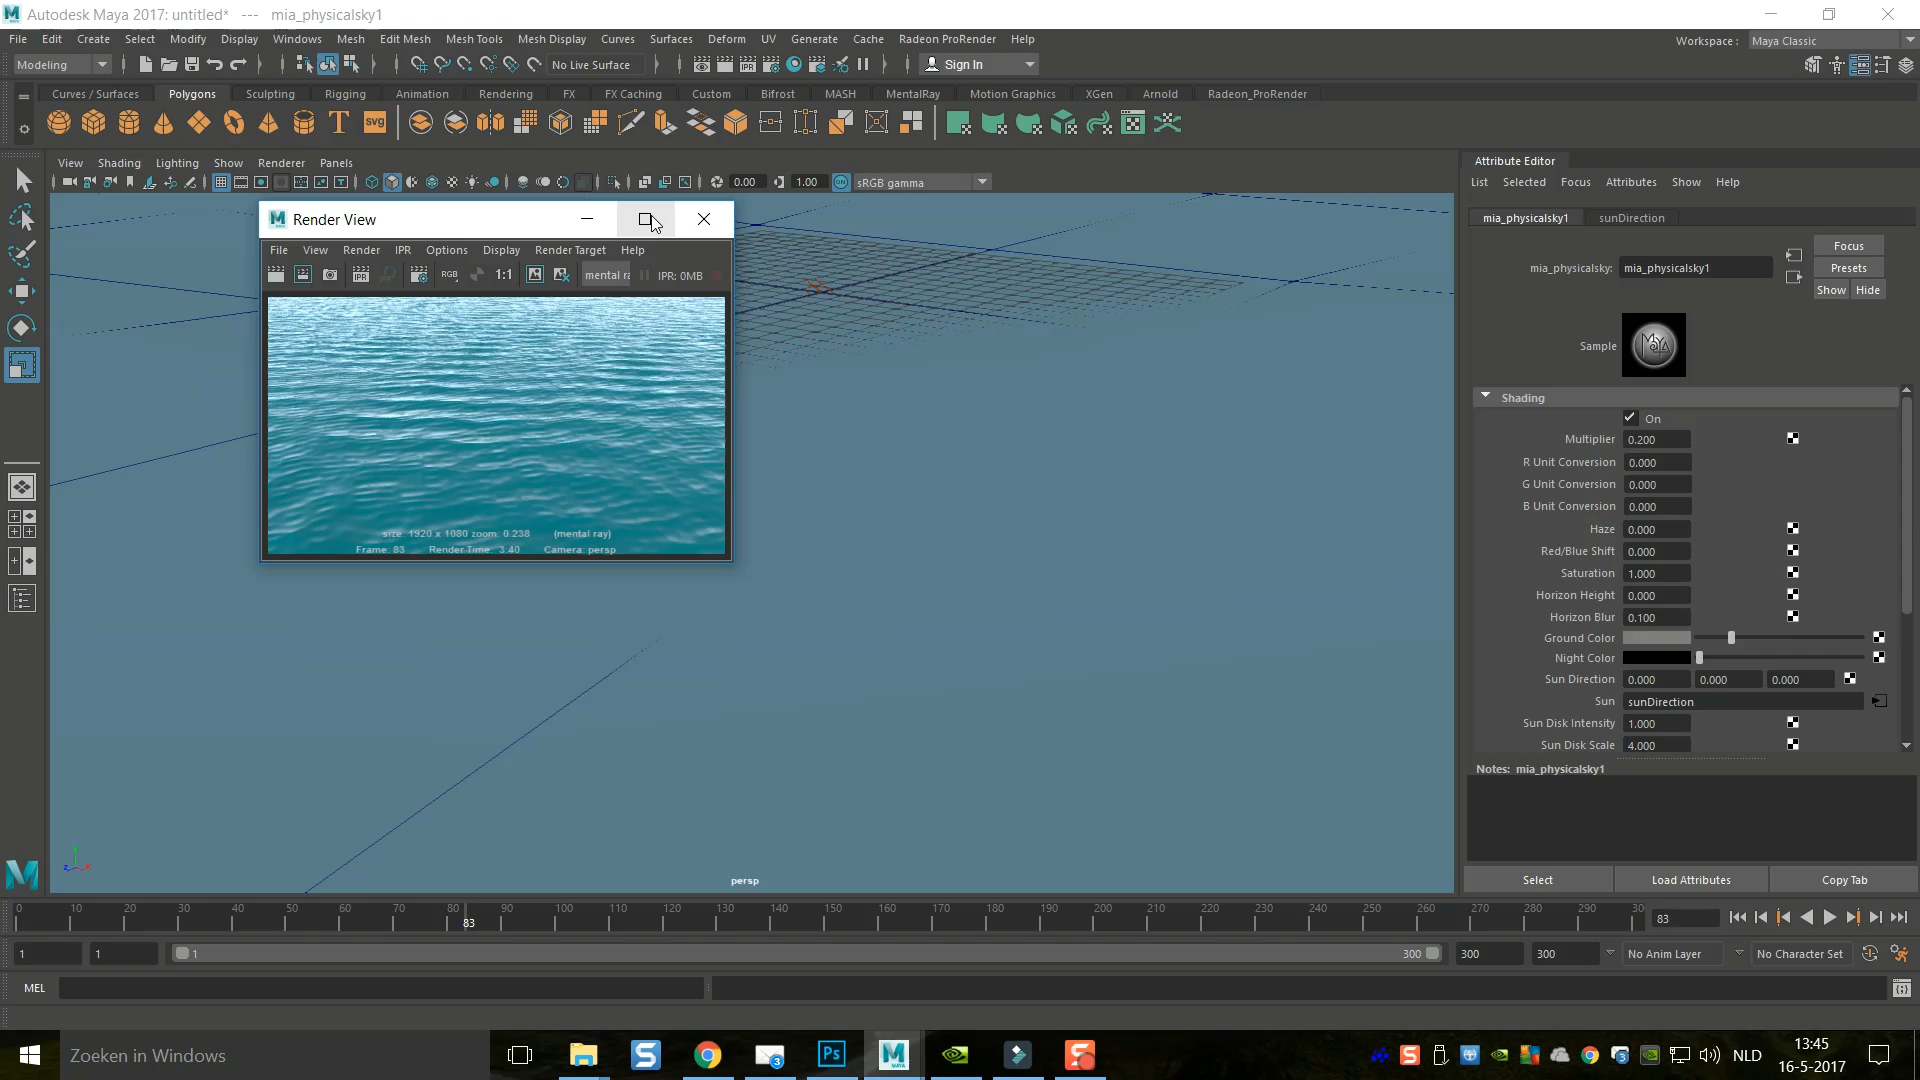 Autodesk Maya 2017: untitled* --- mia_physicalsky1
File Edit Create Select Modify Display Windows Mesh Edit Mesh Mesh Tools Mesh Display Curves Surfaces Deform UV Generate Cache Radeon ProRender Help
Workspace : Maya Classic
Modeling No Live Surface IPR Sign In
Curves / Surfaces Polygons Sculpting Rigging Animation Rendering FX FX Caching Custom Bifrost MASH MentalRay Motion Graphics XGen Arnold Radeon_ProRender
T SVG
View Shading Lighting Show Renderer Panels
0.00 1.00 ON sRGB gamma
Render View
File View Render IPR Options Display Render Target Help
IPR RGB 1:1 mental ra IPR: 0MB
size: 1920 x 1080 zoom: 0.238 (mental ray)
Frame: 83 Render Time: 3:40 Camera: persp
persp
Attribute Editor
List Selected Focus Attributes Show Help
mia_physicalsky1 sunDirection
Focus
mia_physicalsky: mia_physicalsky1
Presets
Show Hide
Sample
Shading
On
Multiplier 0.200
R Unit Conversion 0.000
G Unit Conversion 0.000
B Unit Conversion 0.000
Haze 0.000
Red/Blue Shift 0.000
Saturation 1.000
Horizon Height 0.000
Horizon Blur 0.100
Ground Color
Night Color
Sun Direction 0.000 0.000 0.000
Sun sunDirection
Sun Disk Intensity 1.000
Sun Disk Scale 4.000
Notes: mia_physicalsky1
Select Load Attributes Copy Tab
0 10 20 30 40 50 60 70 80 90 100 110 120 130 140 150 160 170 180 190 200 210 220 230 240 250 260 270 280 290 30
83 83
1 1 1 300 300 300 No Anim Layer No Character Set
MEL
Zoeken in Windows
Ps
NLD
13:45
16-5-2017